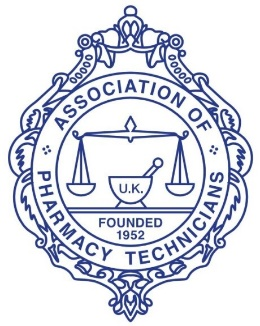 ASSOCIATION OF
PHARMACY TECHNICIANS
U.K.
FOUNDED
1952